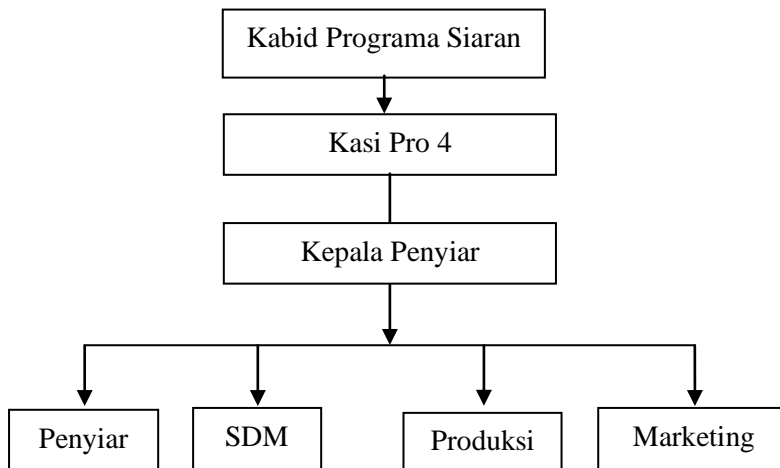 Kabid Programa Siaran
Kasi Pro 4
Kepala Penyiar
Penyiar
SDM
Produksi
Marketing